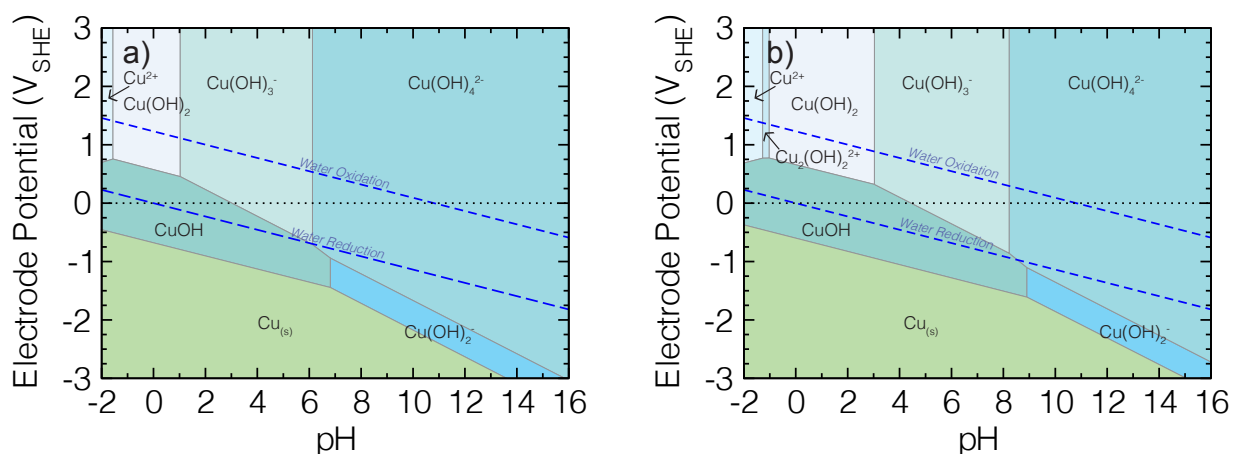 Electrode Potential (V_SHE)
3
2
1
0
-1
-2
-3
a)
Cu²⁺
Cu(OH)₂
Cu(OH)₃⁻
Cu(OH)₄²⁻
Water Oxidation
Water Reduction
CuOH
Cu₍ₛ₎
Cu(OH)₂⁻
-2 0 2 4 6 8 10 12 14 16
pH
Electrode Potential (V_SHE)
3
2
1
0
-1
-2
-3
b)
Cu²⁺
Cu(OH)₂
Cu₂(OH)₂²⁺
Cu(OH)₃⁻
Cu(OH)₄²⁻
Water Oxidation
Water Reduction
CuOH
Cu₍ₛ₎
Cu(OH)₂⁻
-2 0 2 4 6 8 10 12 14 16
pH